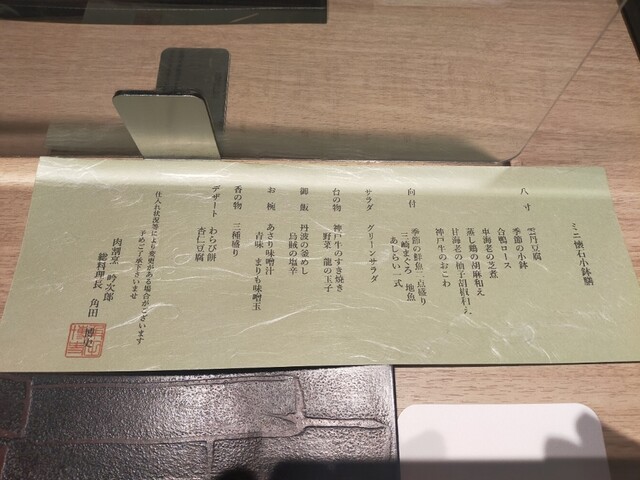 ミニ懐石小鉢膳
八寸 豆腐
季節の小鉢
合鴨ロース
車海老の芝煮
蒸し鶏の胡麻和え
甘海老の柚子胡椒和え
神戸牛のおこわ
向付 季節の鮮魚三点盛り
三崎まぐろ 地魚
あしらい一式
サラダ グリーンサラダ
台の物 神戸牛のすき焼き
野菜 龍の玉子
御飯 丹波の釜めし
烏賊の塩辛
お椀 あさり味噌汁
青味 まりも味噌玉
香の物 三種盛り
デザート わらび餅
杏仁豆腐
仕入れ状況等により変更がある場合がございます
予めご了承下さいませ
肉割烹 吟次郎
総料理長 角田 博史